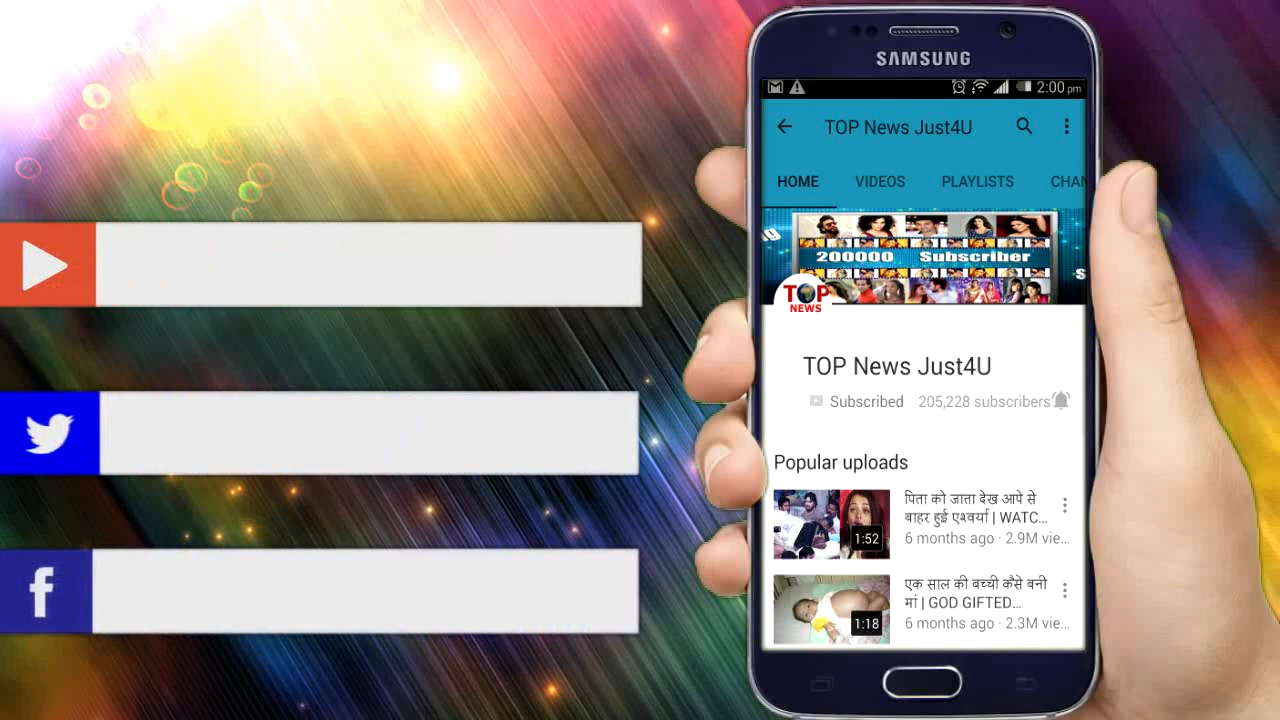 SAMSUNG
2:00 pm
TOP News Just4U
HOME VIDEOS PLAYLISTS CHAN
200000 Subscriber
S
TOP
NEWS
TOP News Just4U
Subscribed 205,228 subscribers
Popular uploads
पिता को जाता देख आपे से
बाहर हुई एश्वर्या | WATC...
6 months ago · 2.9M vie...
1:52
एक साल की बच्ची कैसे बनी
मां | GOD GIFTED...
6 months ago · 2.3M vie...
1:18